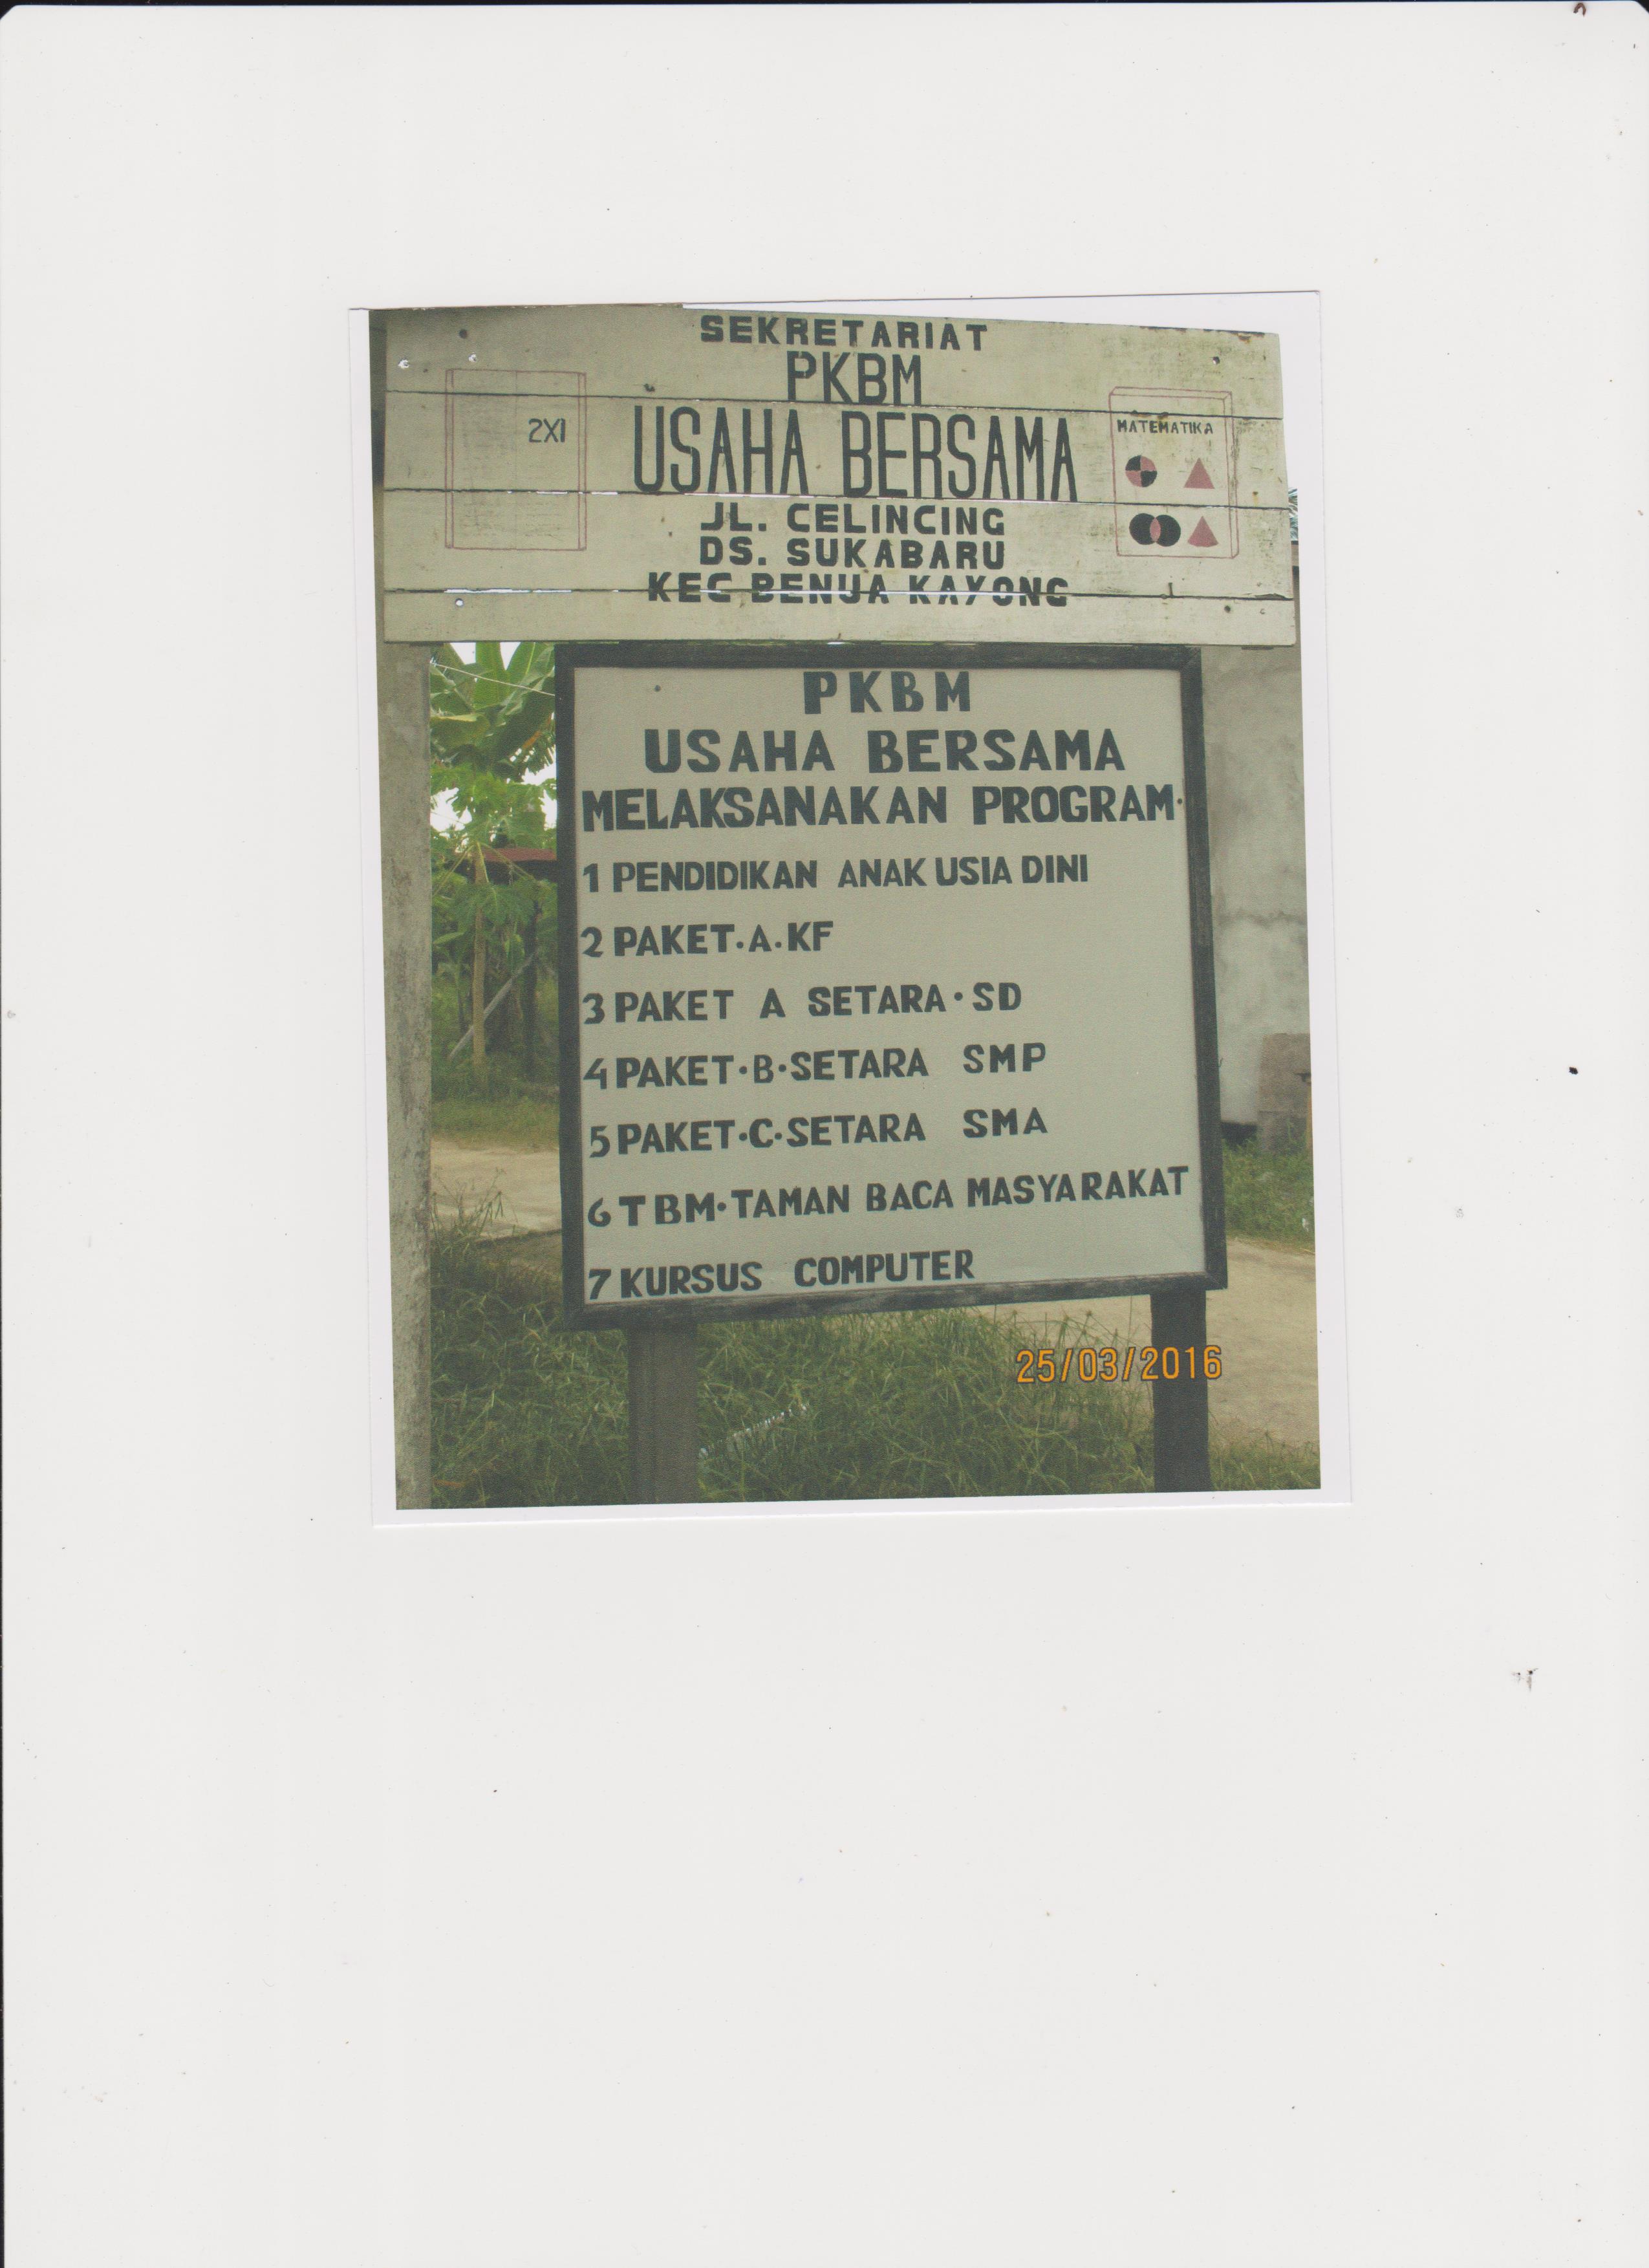 SEKRETARIAT
PKBM
USAHA BERSAMA
JL. CELINCING
DS. SUKABARU
KEC BENUA KAYONG
2X1
MATEMATIKA
PKBM
USAHA BERSAMA
MELAKSANAKAN PROGRAM.
1 PENDIDIKAN ANAK USIA DINI
2 PAKET.A.KF
3 PAKET A SETARA.SD
4 PAKET.B.SETARA SMP
5 PAKET.C.SETARA SMA
6 TBM.TAMAN BACA MASYARAKAT
7 KURSUS COMPUTER
25/03/2016